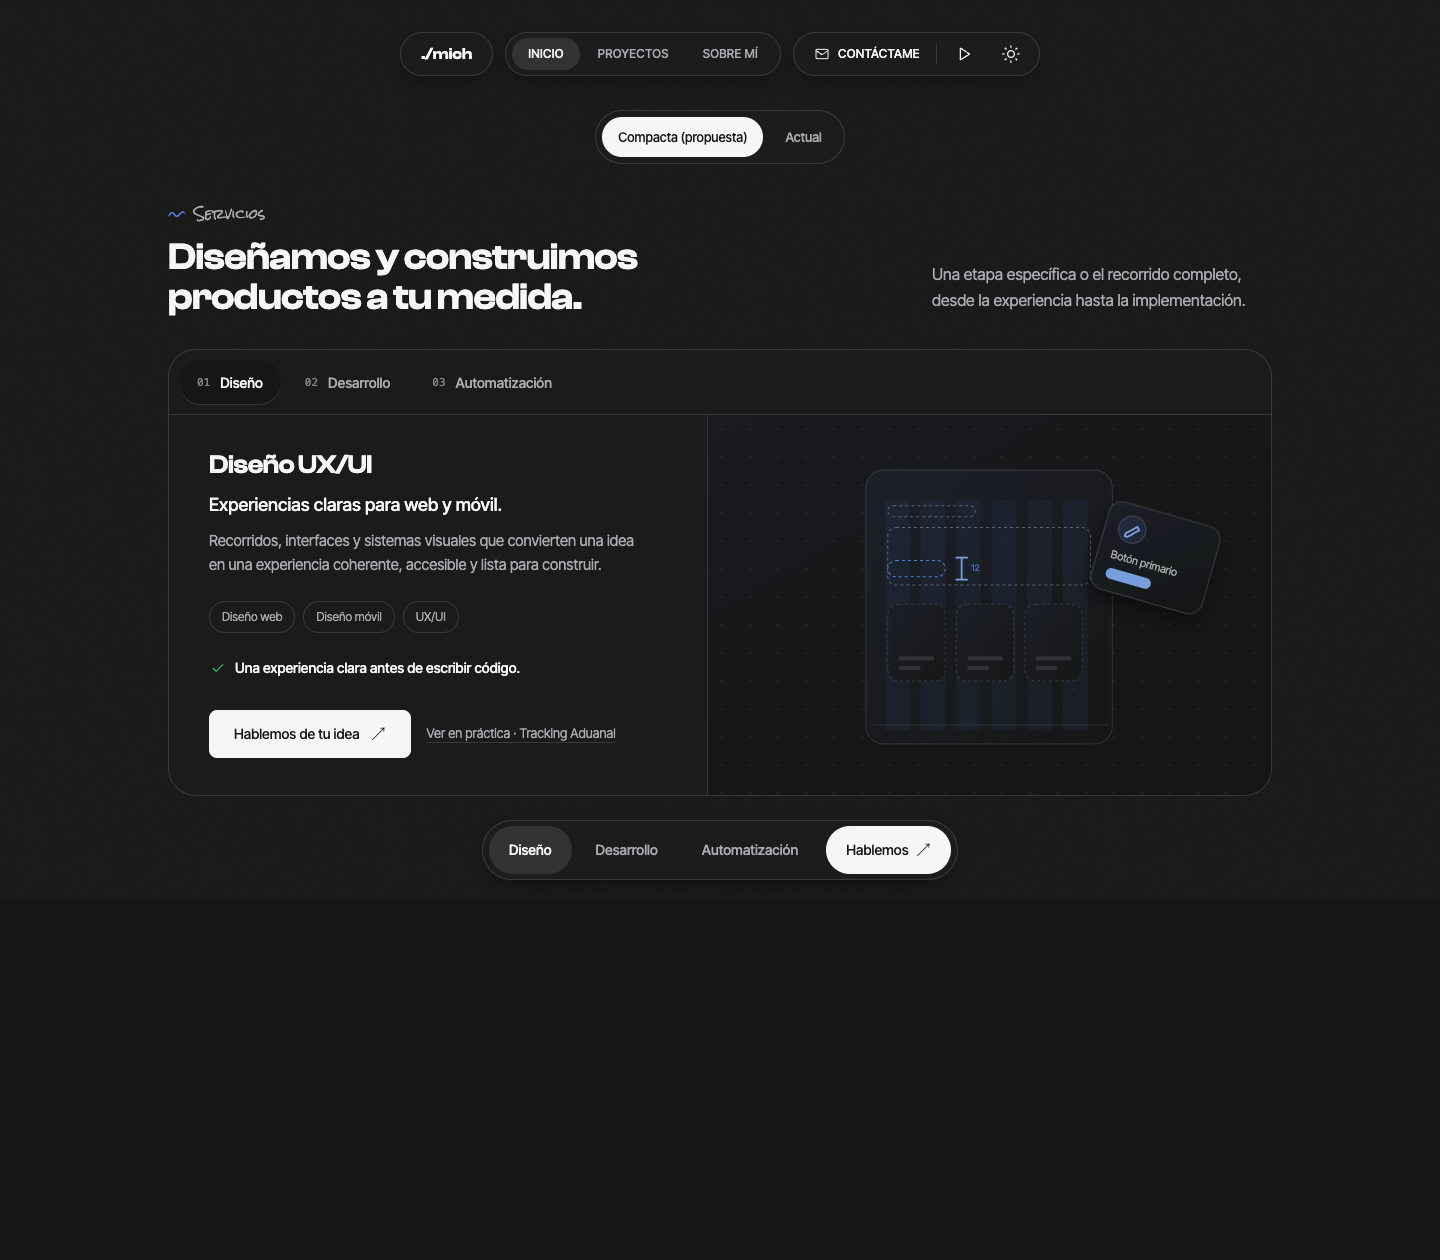 ./mich
INICIO PROYECTOS SOBRE MÍ
CONTÁCTAME
Compacta (propuesta) Actual
Servicios
Diseñamos y construimos
productos a tu medida.
Una etapa específica o el recorrido completo,
desde la experiencia hasta la implementación.
01 Diseño 02 Desarrollo 03 Automatización
Diseño UX/UI
Experiencias claras para web y móvil.
Recorridos, interfaces y sistemas visuales que convierten una idea
en una experiencia coherente, accesible y lista para construir.
Diseño web Diseño móvil UX/UI
Una experiencia clara antes de escribir código.
Hablemos de tu idea Ver en práctica · Tracking Aduanal
12
Botón primario
Diseño Desarrollo Automatización Hablemos